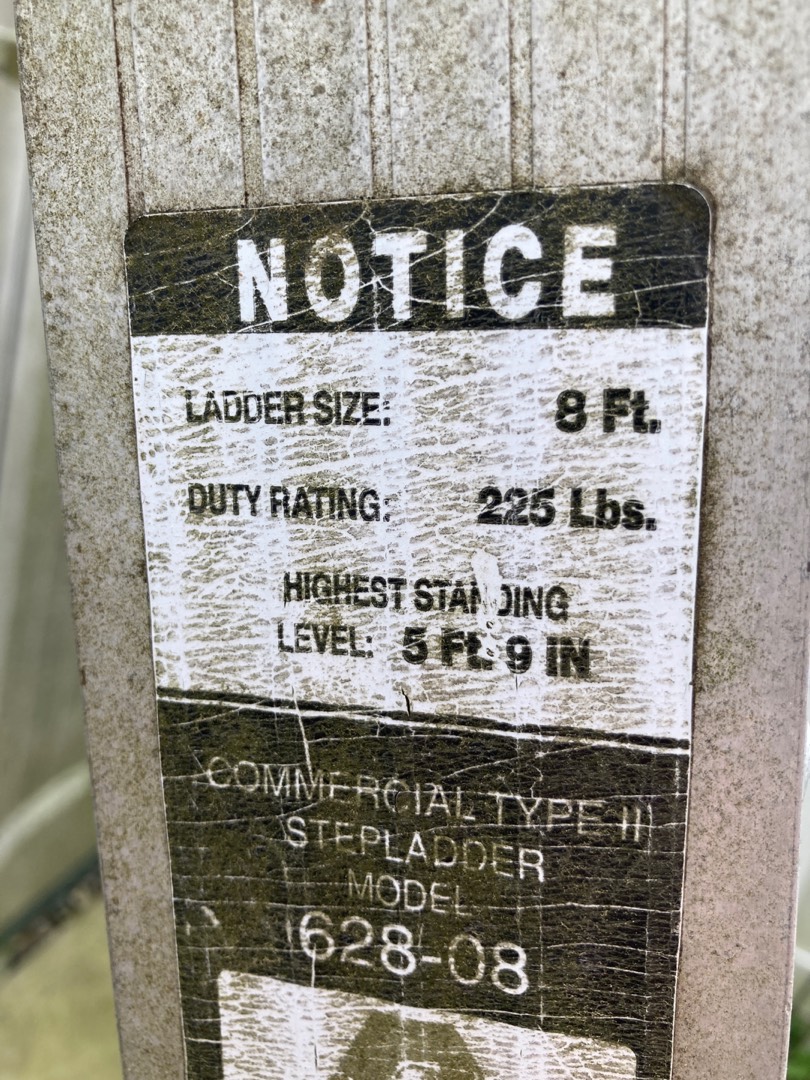 NOTICE
LADDER SIZE: 8 Ft.
DUTY RATING: 225 Lbs.
HIGHEST STANDING
LEVEL: 5 Ft. 9 IN
COMMERCIAL TYPE II
STEPLADDER
MODEL
628-08